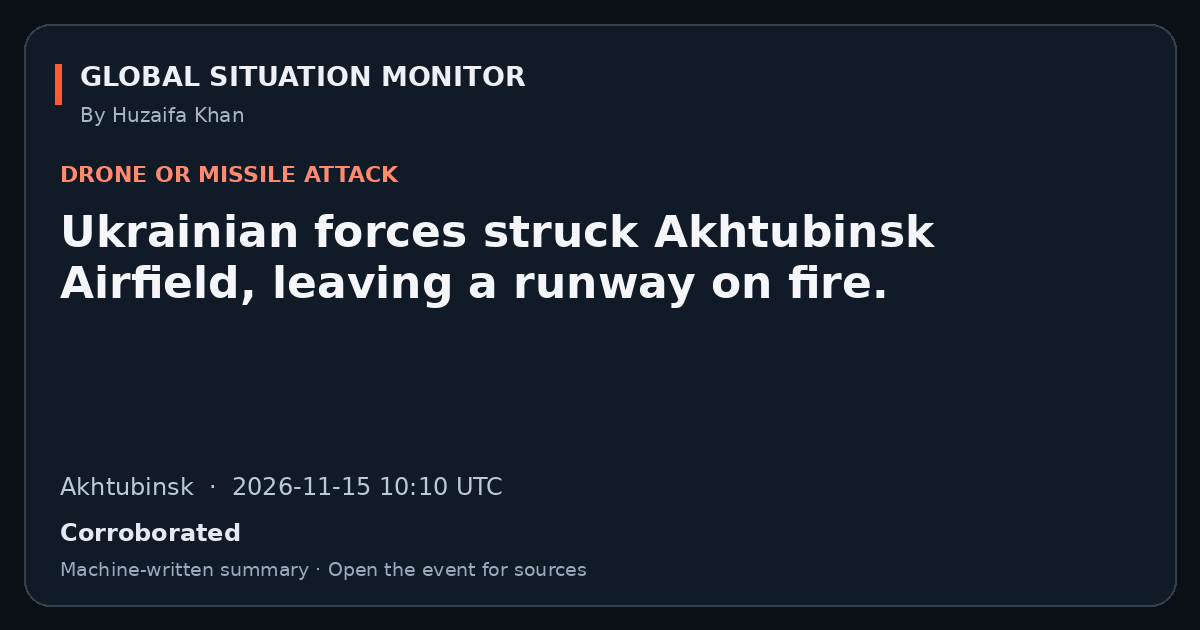 GLOBAL SITUATION MONITOR
By Huzaifa Khan
DRONE OR MISSILE ATTACK
Ukrainian forces struck Akhtubinsk
Airfield, leaving a runway on fire.
Akhtubinsk · 2026-11-15 10:10 UTC
Corroborated
Machine-written summary · Open the event for sources